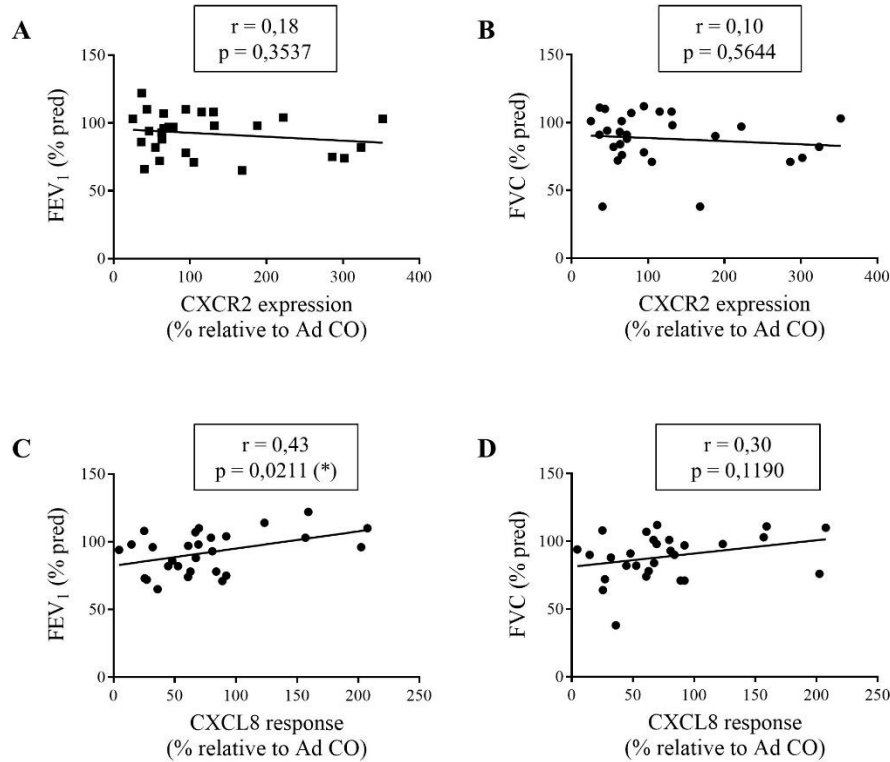 A
r = 0,18
p = 0,3537
FEV1 (% pred)
150
100
50
0
0 100 200 300 400
CXCR2 expression
(% relative to Ad CO)
B
r = 0,10
p = 0,5644
FVC (% pred)
150
100
50
0
0 100 200 300 400
CXCR2 expression
(% relative to Ad CO)
C
r = 0,43
p = 0,0211 (*)
FEV1 (% pred)
150
100
50
0
0 50 100 150 200 250
CXCL8 response
(% relative to Ad CO)
D
r = 0,30
p = 0,1190
FVC (% pred)
150
100
50
0
0 50 100 150 200 250
CXCL8 response
(% relative to Ad CO)